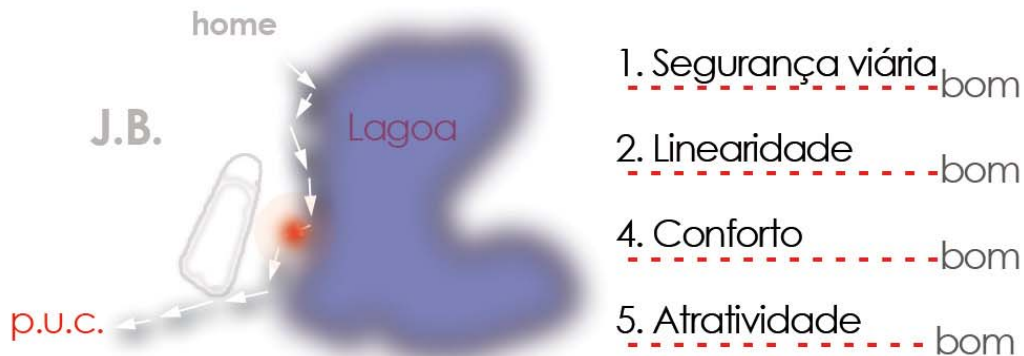 home
J.B.
Lagoa
p.u.c.
1. Segurança viária bom
2. Linearidade bom
4. Conforto bom
5. Atratividade bom